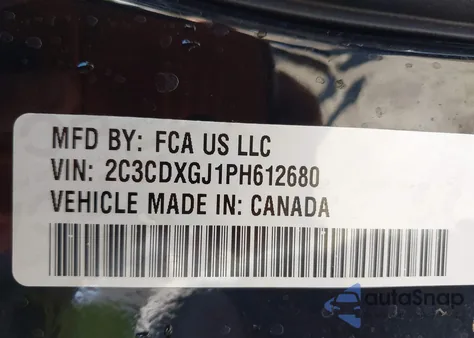 MFD BY: FCA US LLC
VIN: 2C3CDXGJ1PH612680
VEHICLE MADE IN: CANADA
autoSnap